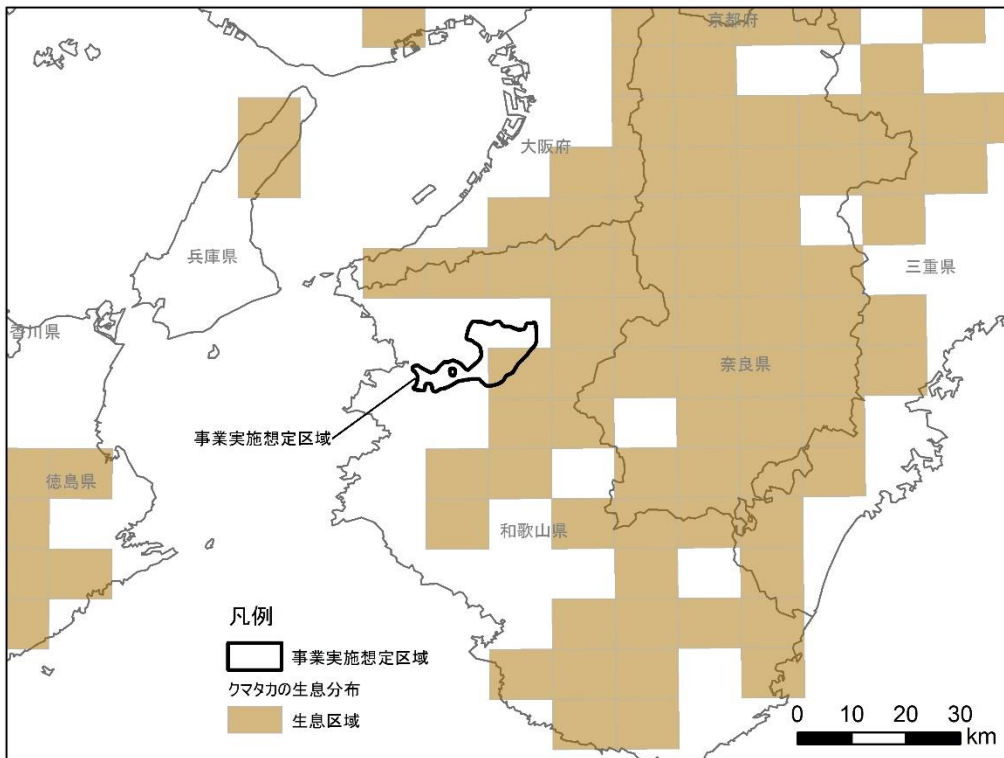 京都府
大阪府
兵庫県
三重県
香川県
奈良県
事業実施想定区域
徳島県
和歌山県
凡例
事業実施想定区域
クマタカの生息分布
生息区域
0 10 20 30
km